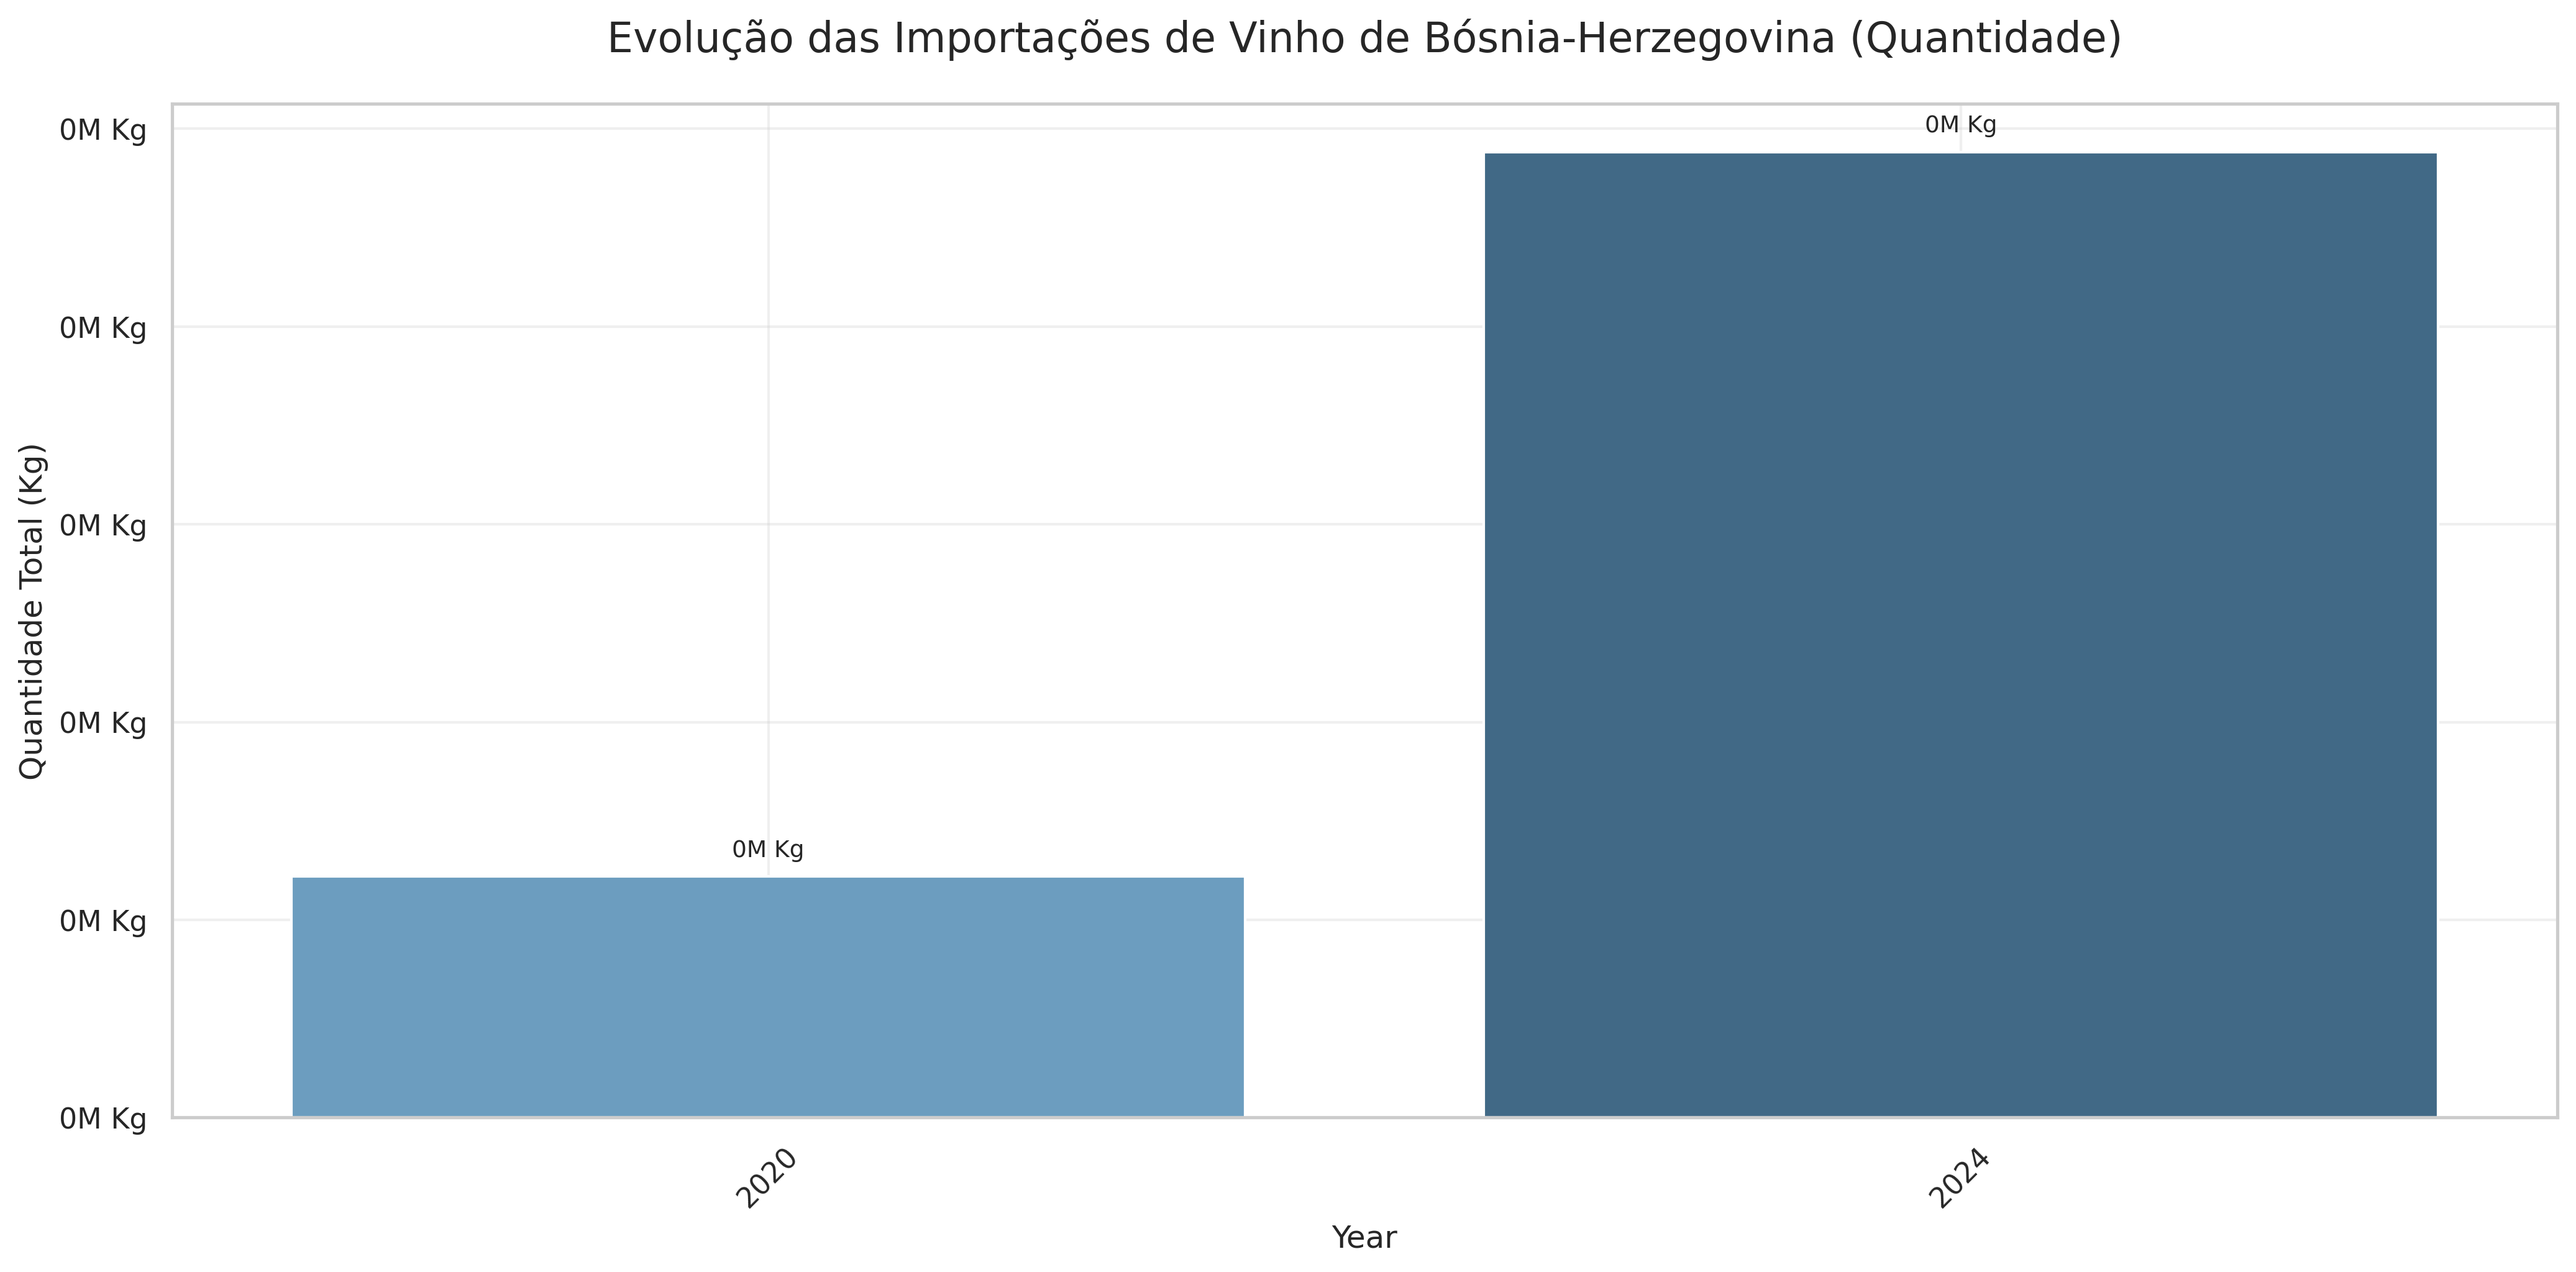 Evolução das Importações de Vinho de Bósnia-Herzegovina (Quantidade)
Quantidade Total (Kg)
0M Kg
0M Kg
0M Kg
0M Kg
0M Kg
0M Kg
0M Kg
0M Kg
2020
2024
Year